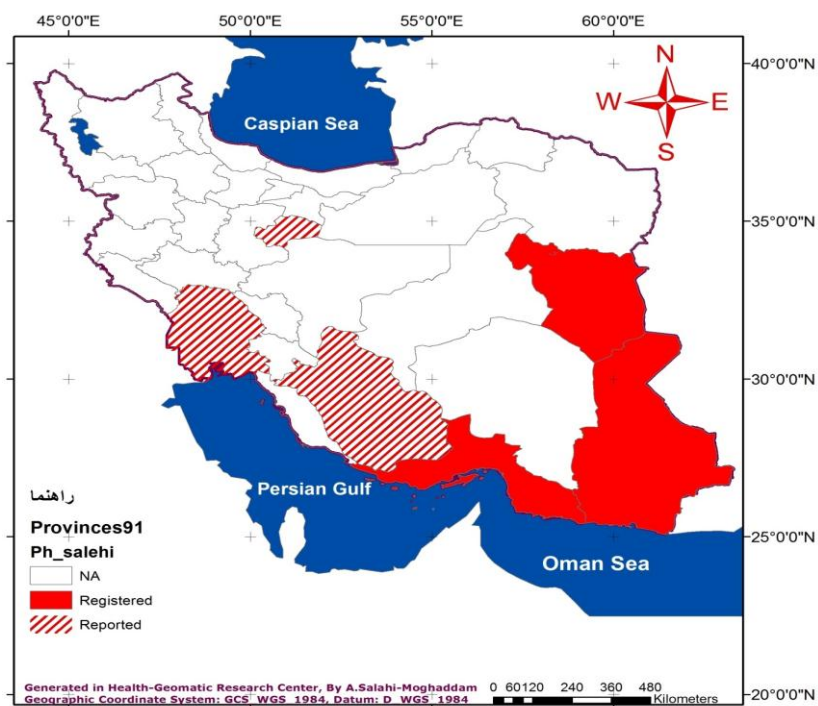 45°0'0"E 50°0'0"E 55°0'0"E 60°0'0"E
N
W E
S
40°0'0"N
35°0'0"N
30°0'0"N
25°0'0"N
20°0'0"N
Caspian Sea
Persian Gulf
Oman Sea
راهنما
Provinces91
Ph_salehi
NA
Registered
Reported
Generated in Health-Geomatic Research Center, By A.Salahi-Moghaddam
Geographic Coordinate System: GCS_WGS_1984, Datum: D_WGS_1984
0 60 120 240 360 480
Kilometers